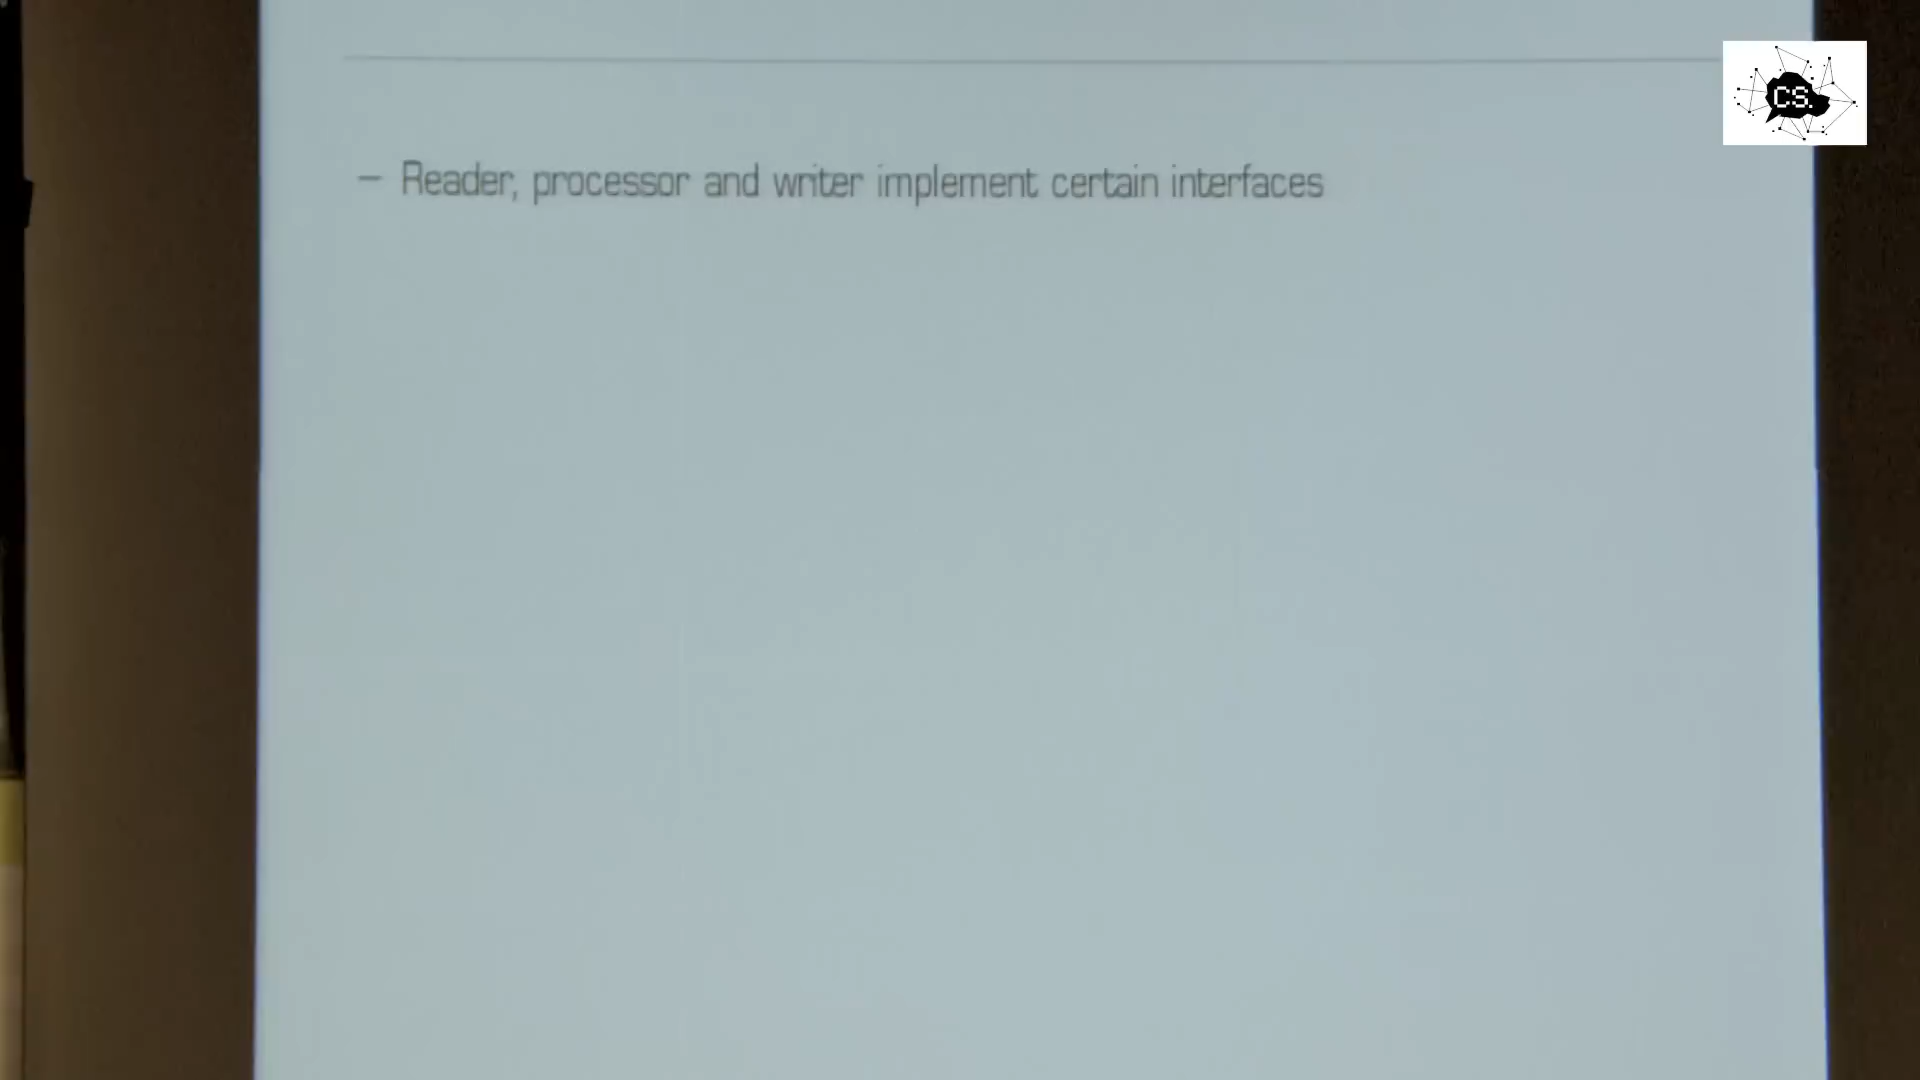 CS.
– Reader, processor and writer implement certain interfaces